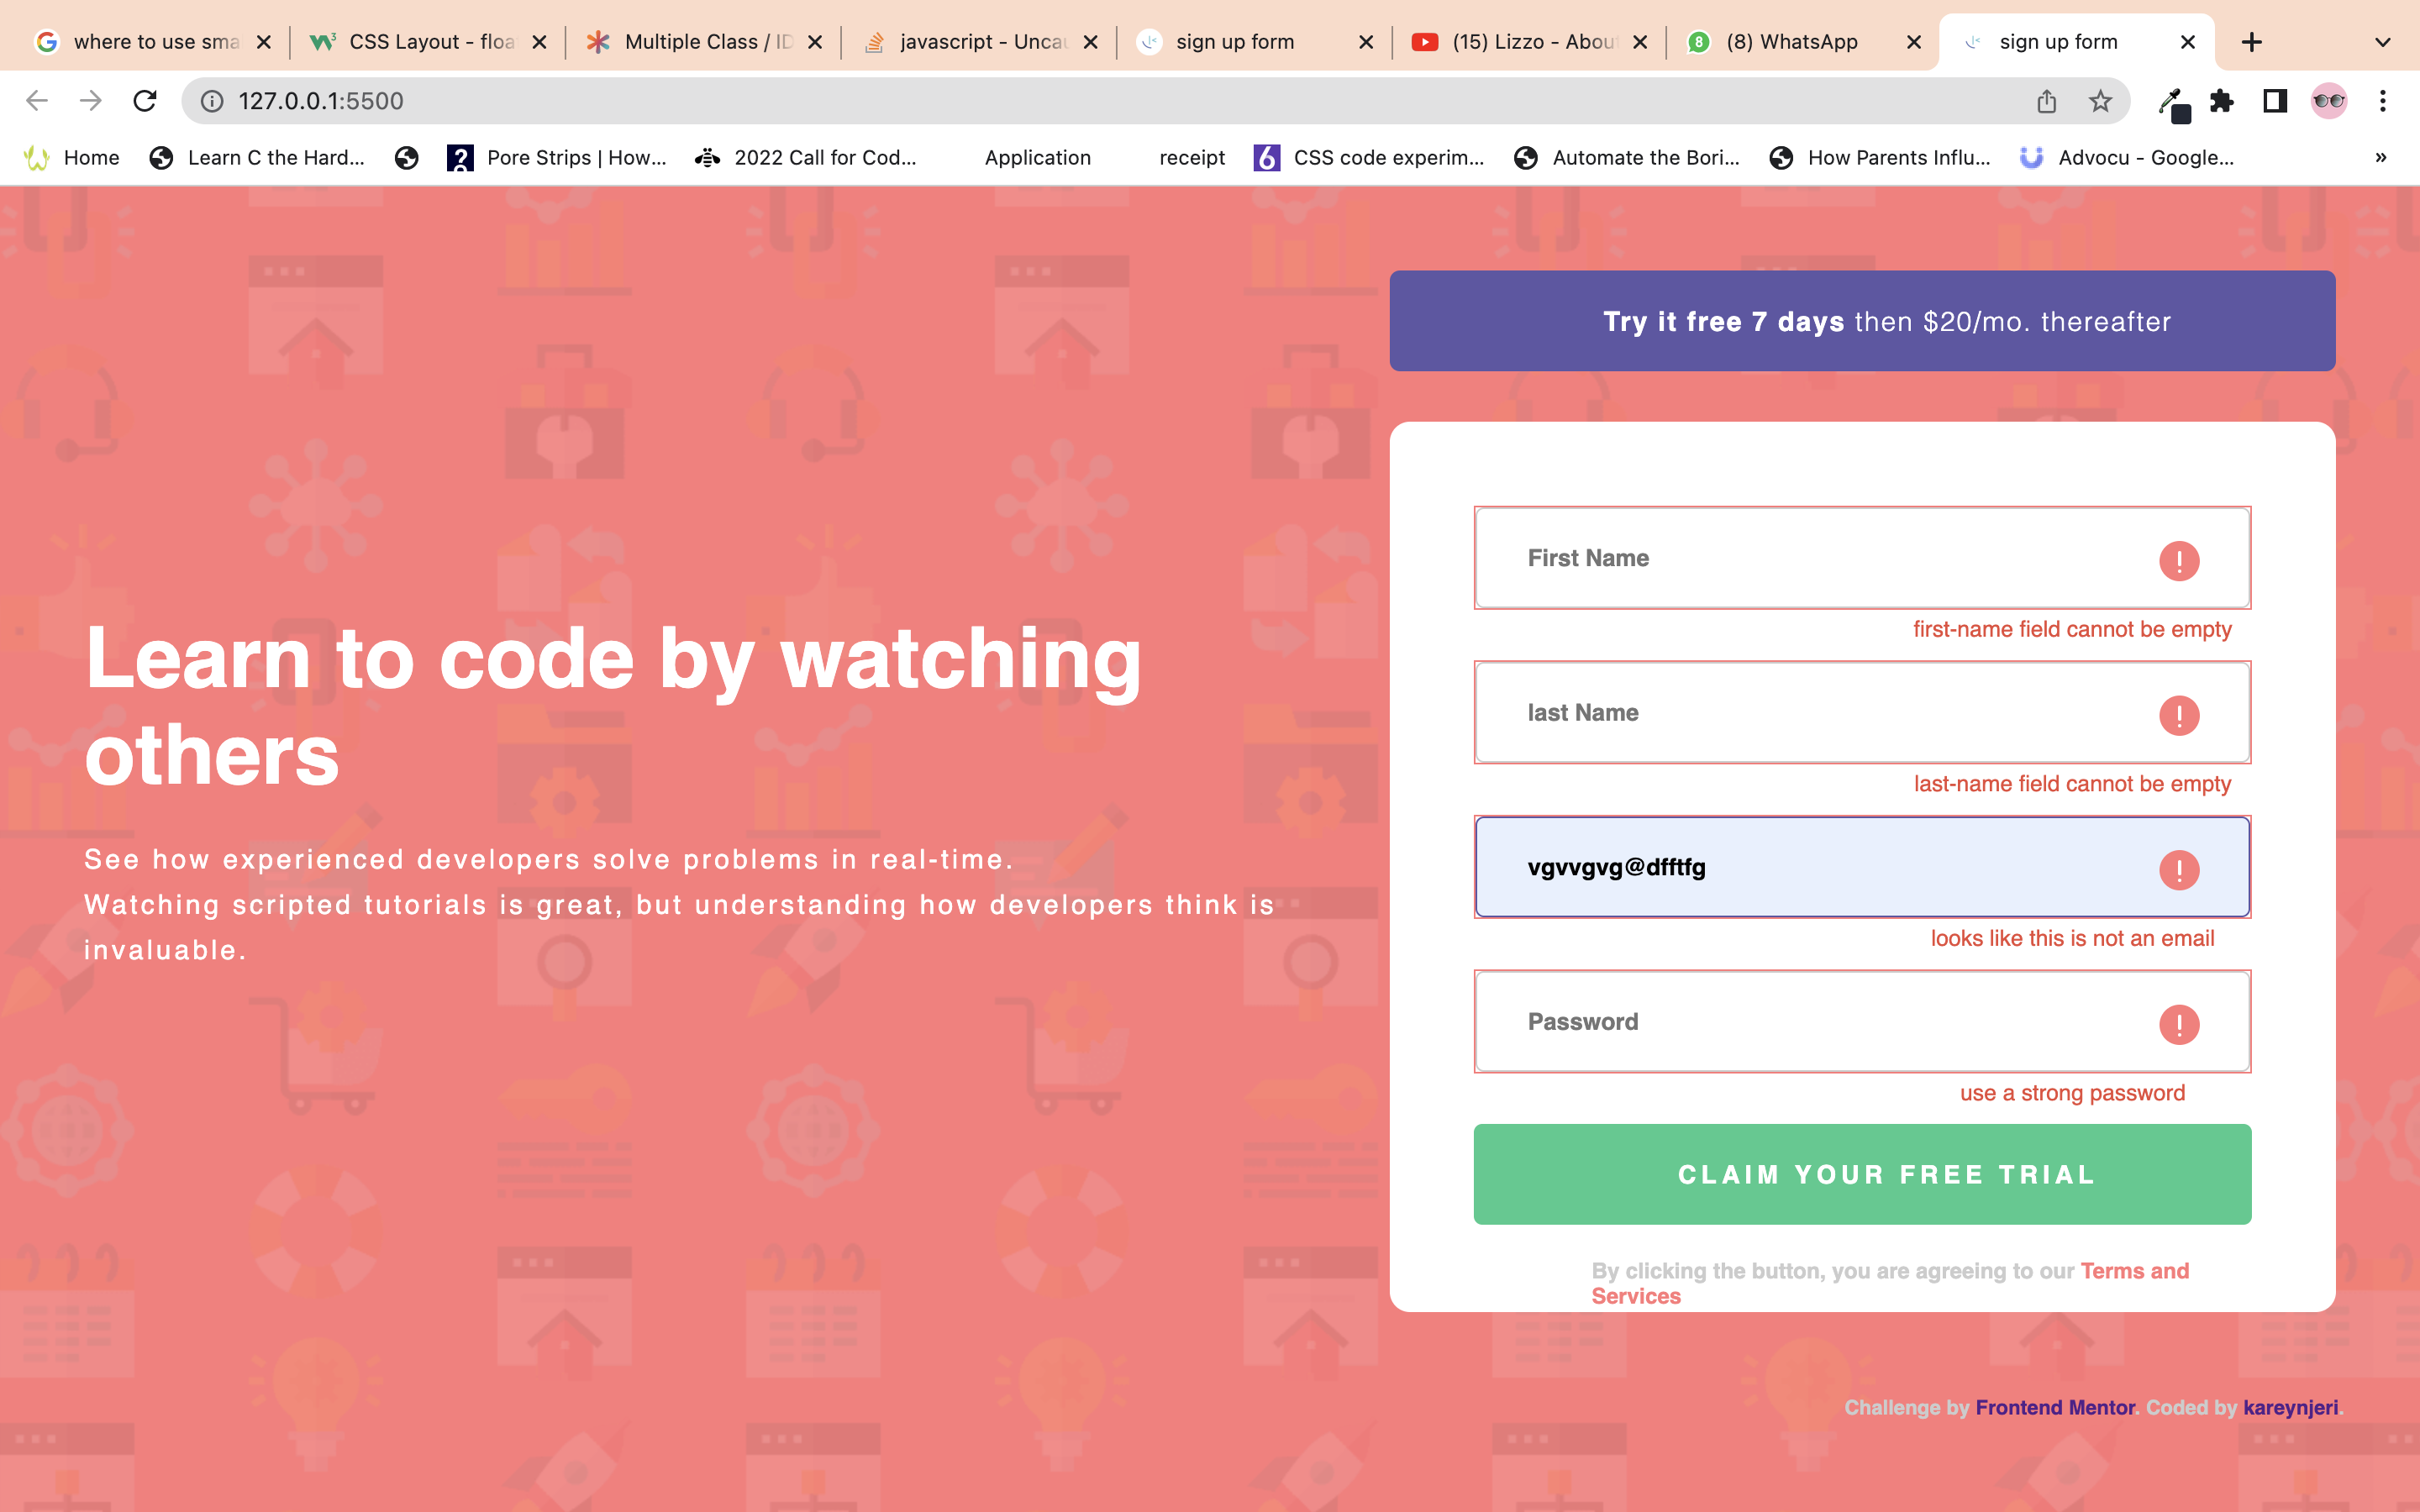 where to use sma
CSS Layout - floa
Multiple Class / ID
javascript - Uncau
sign up form
(15) Lizzo - Abou
8
(8) WhatsApp
sign up form
127.0.0.1:5500
Home
Learn C the Hard...
Pore Strips | How...
2022 Call for Cod...
Application
receipt
6
CSS code experim...
Automate the Bori...
How Parents Influ...
Advocu - Google...
»
Try it free 7 days then $20/mo. thereafter
First Name
first-name field cannot be empty
last Name
last-name field cannot be empty
vgvvgvg@dfftfg
looks like this is not an email
Password
use a strong password
CLAIM YOUR FREE TRIAL
By clicking the button, you are agreeing to our Terms and
Services
Learn to code by watching
others
See how experienced developers solve problems in real-time.
Watching scripted tutorials is great, but understanding how developers think is
invaluable.
Challenge by Frontend Mentor. Coded by kareynjeri.